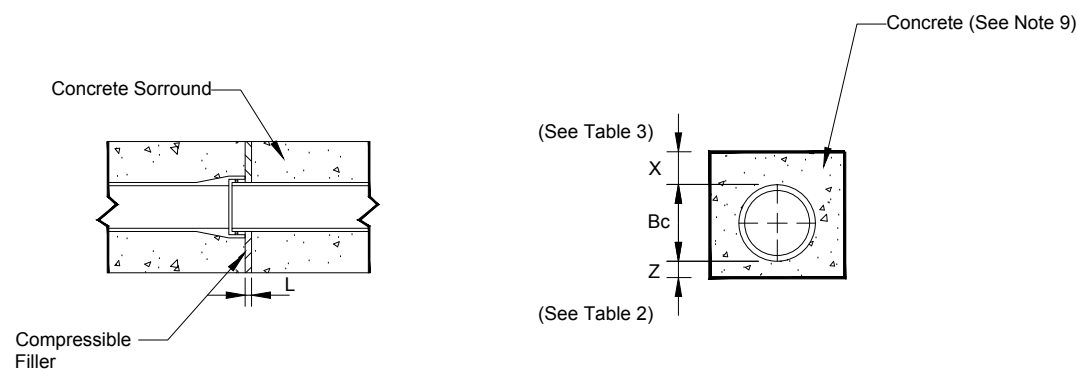 Concrete (See Note 9)
Concrete Sorround
(See Table 3)
X
Bc
Z
L
(See Table 2)
Compressible
Filler